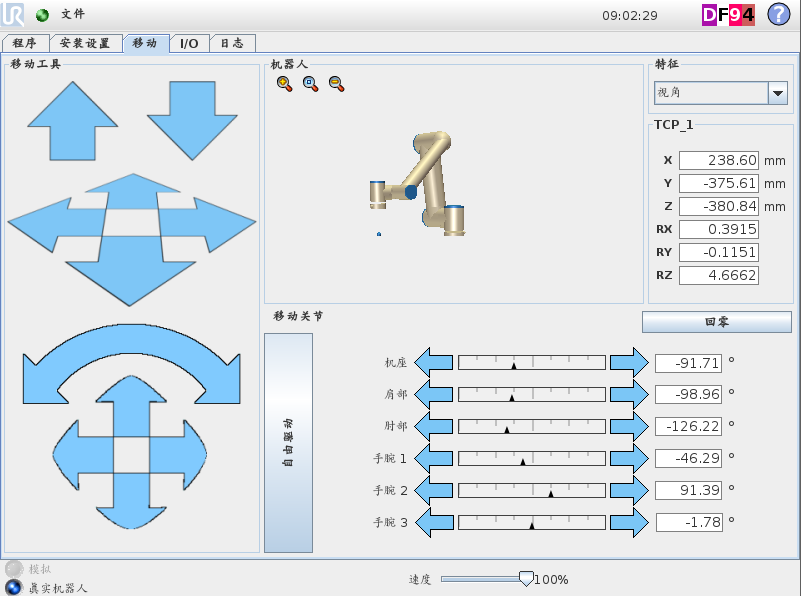 UR 文件 09:02:29 DF94 ?
程序 安装设置 移动 I/O 日志
移动工具
机器人
特征
视角
TCP_1
X 238.60 mm
Y -375.61 mm
Z -380.84 mm
RX 0.3915
RY -0.1151
RZ 4.6662
移动关节
回零
自由驱动
机座 -91.71 °
肩部 -98.96 °
肘部 -126.22 °
手腕 1 -46.29 °
手腕 2 91.39 °
手腕 3 -1.78 °
模拟
真实机器人
速度 100%